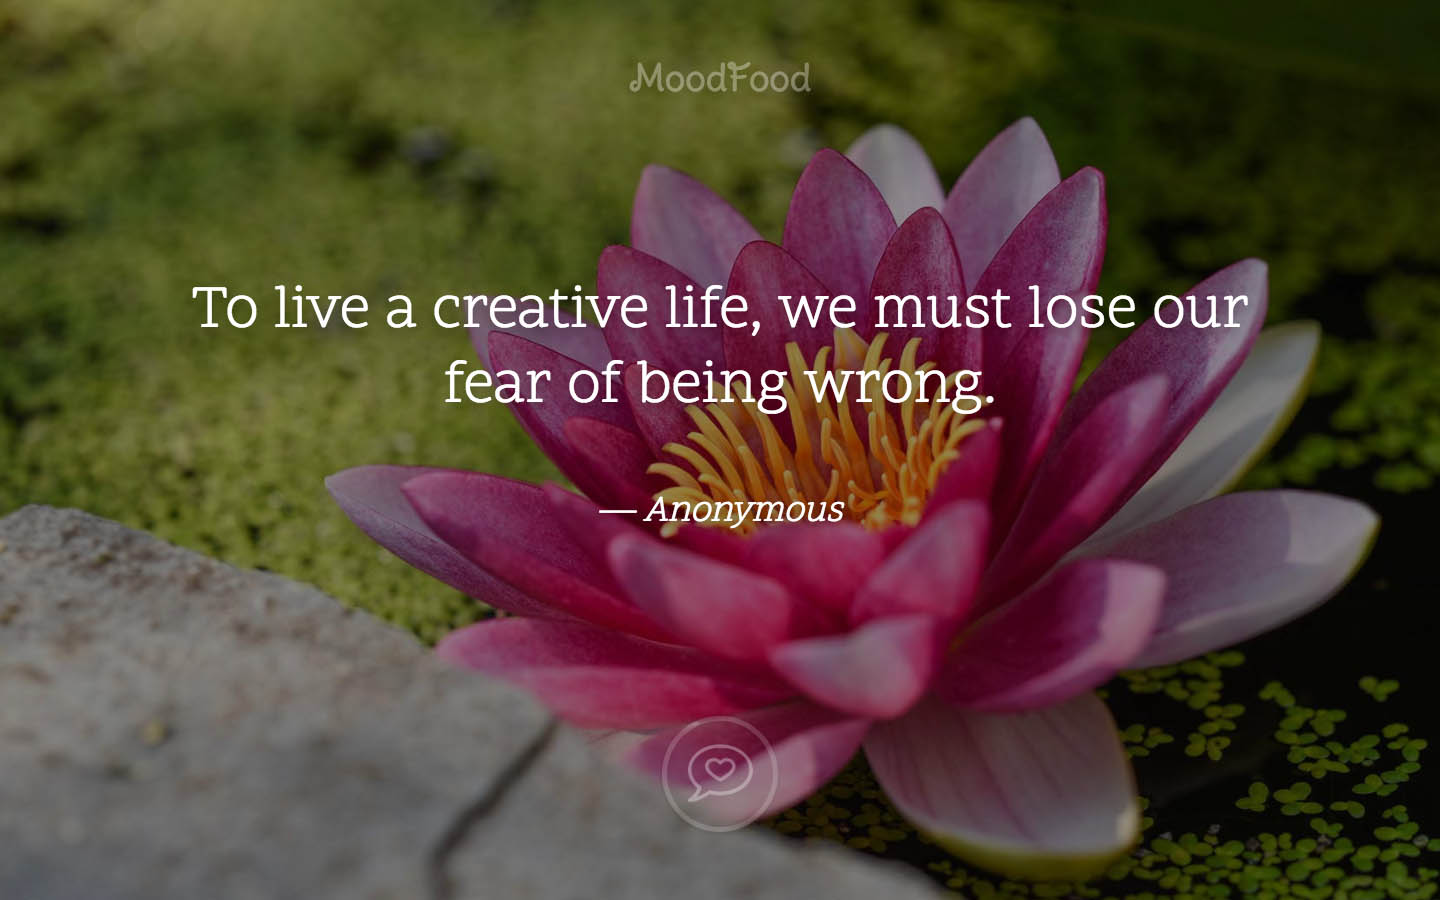 MoodFood
To live a creative life, we must lose our
fear of being wrong.
— Anonymous